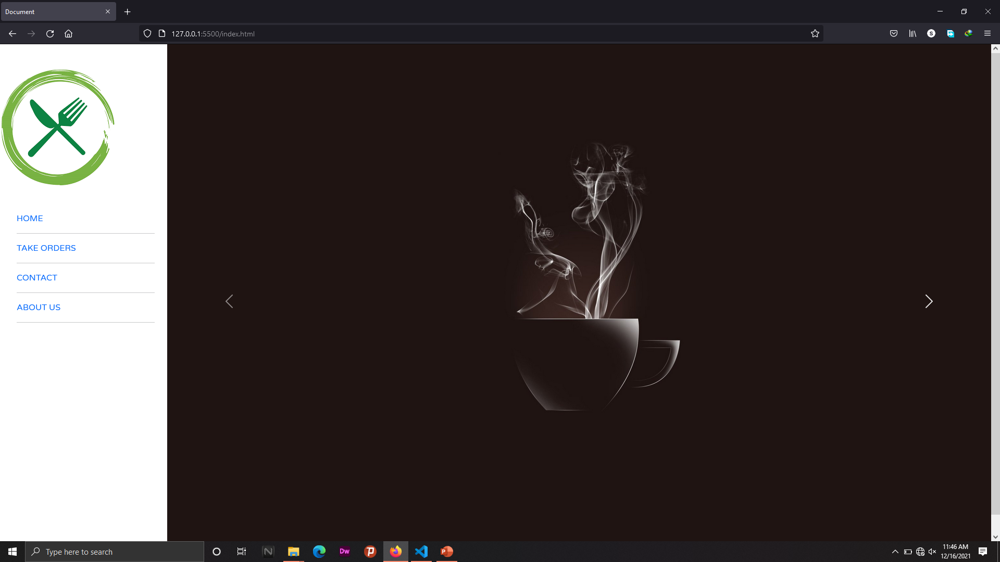 Document
127.0.0.1:5500/index.html
S
HOME
TAKE ORDERS
CONTACT
ABOUT US
Type here to search
N
Dw
P
P
11:46 AM
12/16/2021